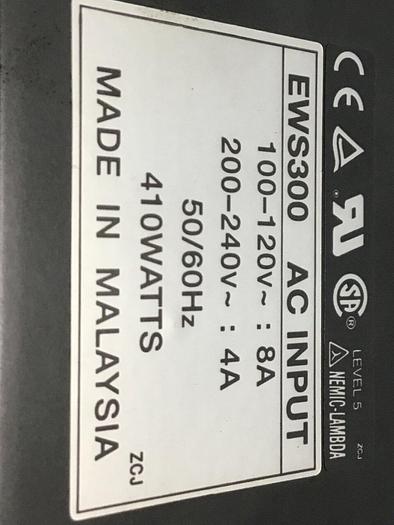 CE LEVEL 5 ZCJ
NEMIC-LAMBDA
EWS300 AC INPUT
100-120V~ : 8A
200-240V~ : 4A
50/60Hz
410WATTS
MADE IN MALAYSIA
ZCJ